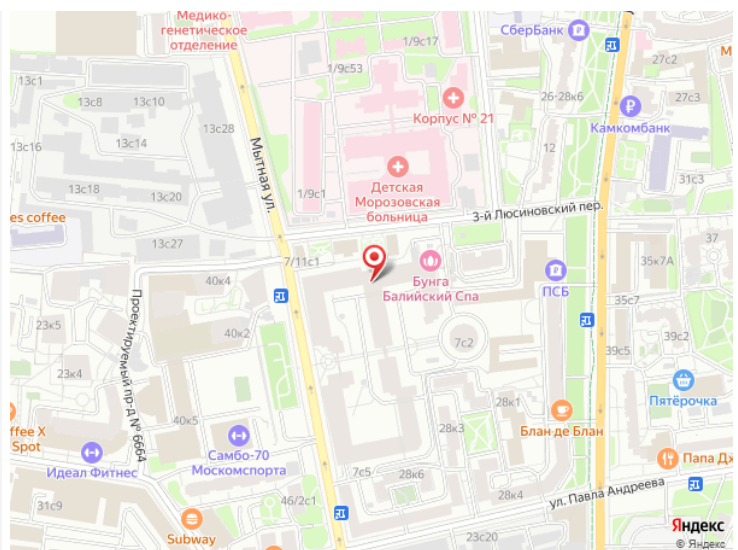 Медико-
генетическое
отделение
1/9с17
СберБанк
27с2
М
13с1
1/9с53
13с8
13с10
26-28к6
27с3
Корпус № 21
Камкомбанк
13с28
13с14
13с16
Мытная ул.
12
31с3
13с18
13с20
1/9с1
Детская
Морозовская
больница
es coffee
3-й Люсиновский пер.
13с27
37
7/11с1
35к7А
40к4
Бунга
Балийский Спа
ПСБ
35с7
Проектируемый пр-д № 6664
23к5
40к2
7с2
39с2
39с5
23к4
Пятёрочка
28к1
40к5
ffee X
Spot
Самбо-70
Москомспорта
28к3
Блан де Блан
Идеал Фитнес
Папа Дж
7с5
28к6
31с9
46/2с1
28к4
ул. Павла Андреева
Subway
23с20
Яндекс
© Яндекс